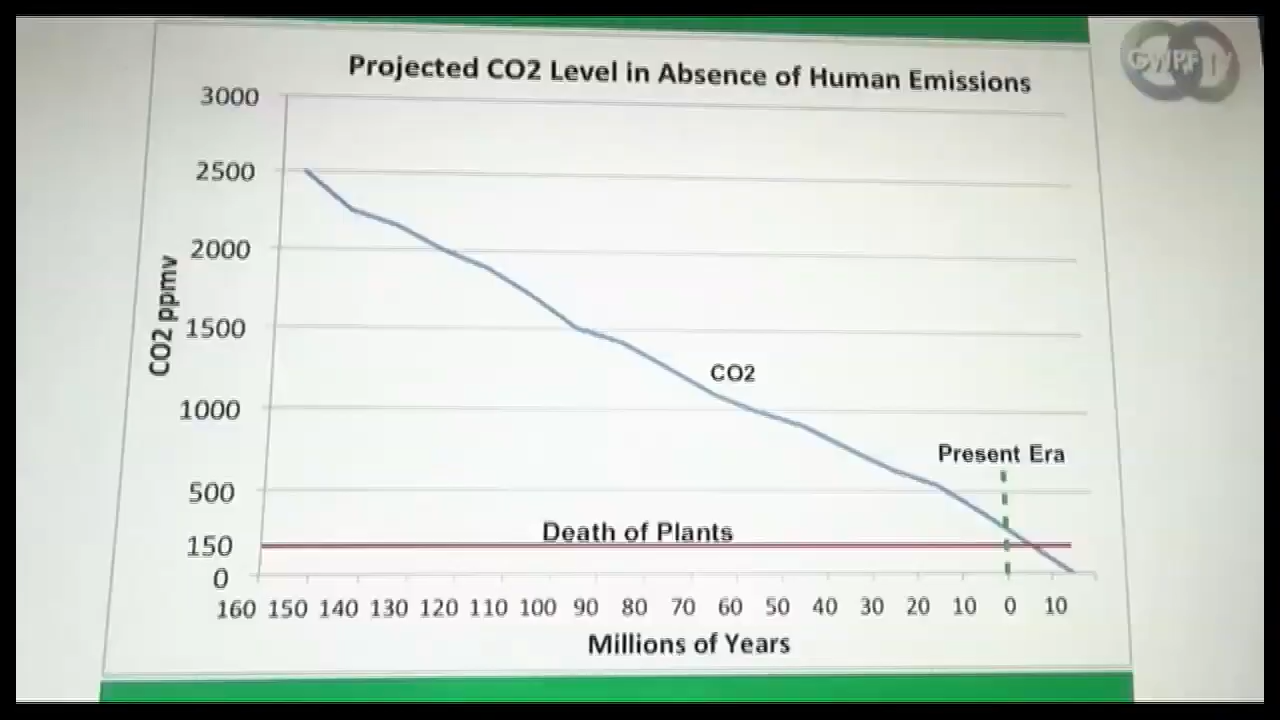 GWPF TV
Projected CO2 Level in Absence of Human Emissions
3000
2500
2000
1500
1000
500
150
0
CO2 ppmv
CO2
Present Era
Death of Plants
160 150 140 130 120 110 100 90 80 70 60 50 40 30 20 10 0 10
Millions of Years